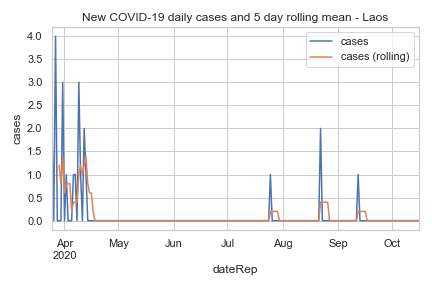 New COVID-19 daily cases and 5 day rolling mean - Laos
cases
cases (rolling)
4.0
3.5
3.0
2.5
2.0
1.5
1.0
0.5
0.0
cases
Apr
2020
May
Jun
Jul
Aug
Sep
Oct
dateRep